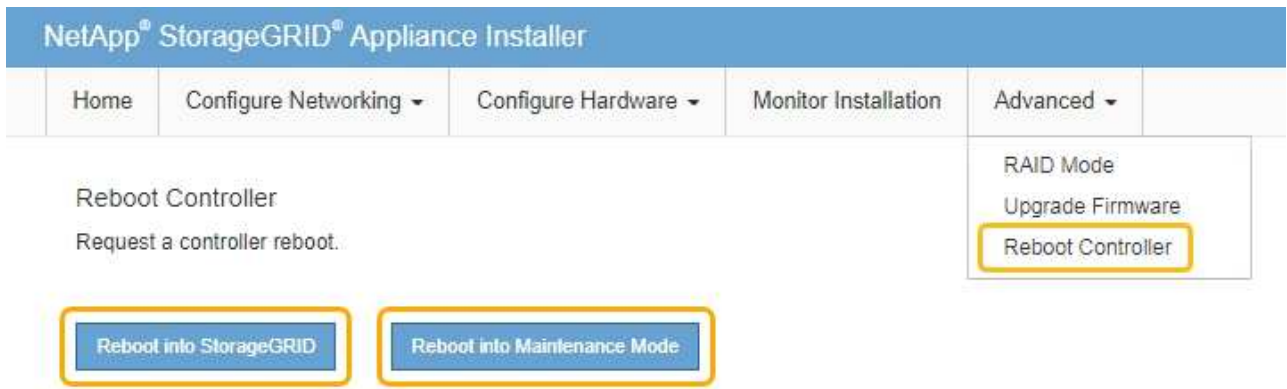 NetApp® StorageGRID® Appliance Installer
Home Configure Networking Configure Hardware Monitor Installation Advanced
RAID Mode
Upgrade Firmware
Reboot Controller
Reboot Controller
Request a controller reboot.
Reboot into StorageGRID Reboot into Maintenance Mode